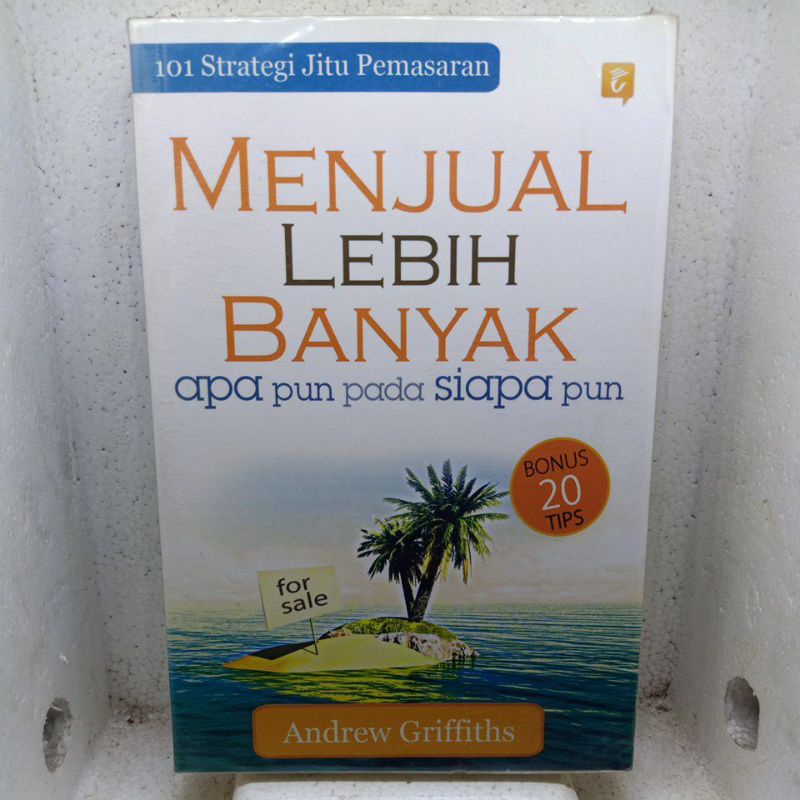 101 Strategi Jitu Pemasaran
MENJUAL
LEBIH
BANYAK
apa pun pada siapa pun
BONUS
20
TIPS
for
sale
Andrew Griffiths